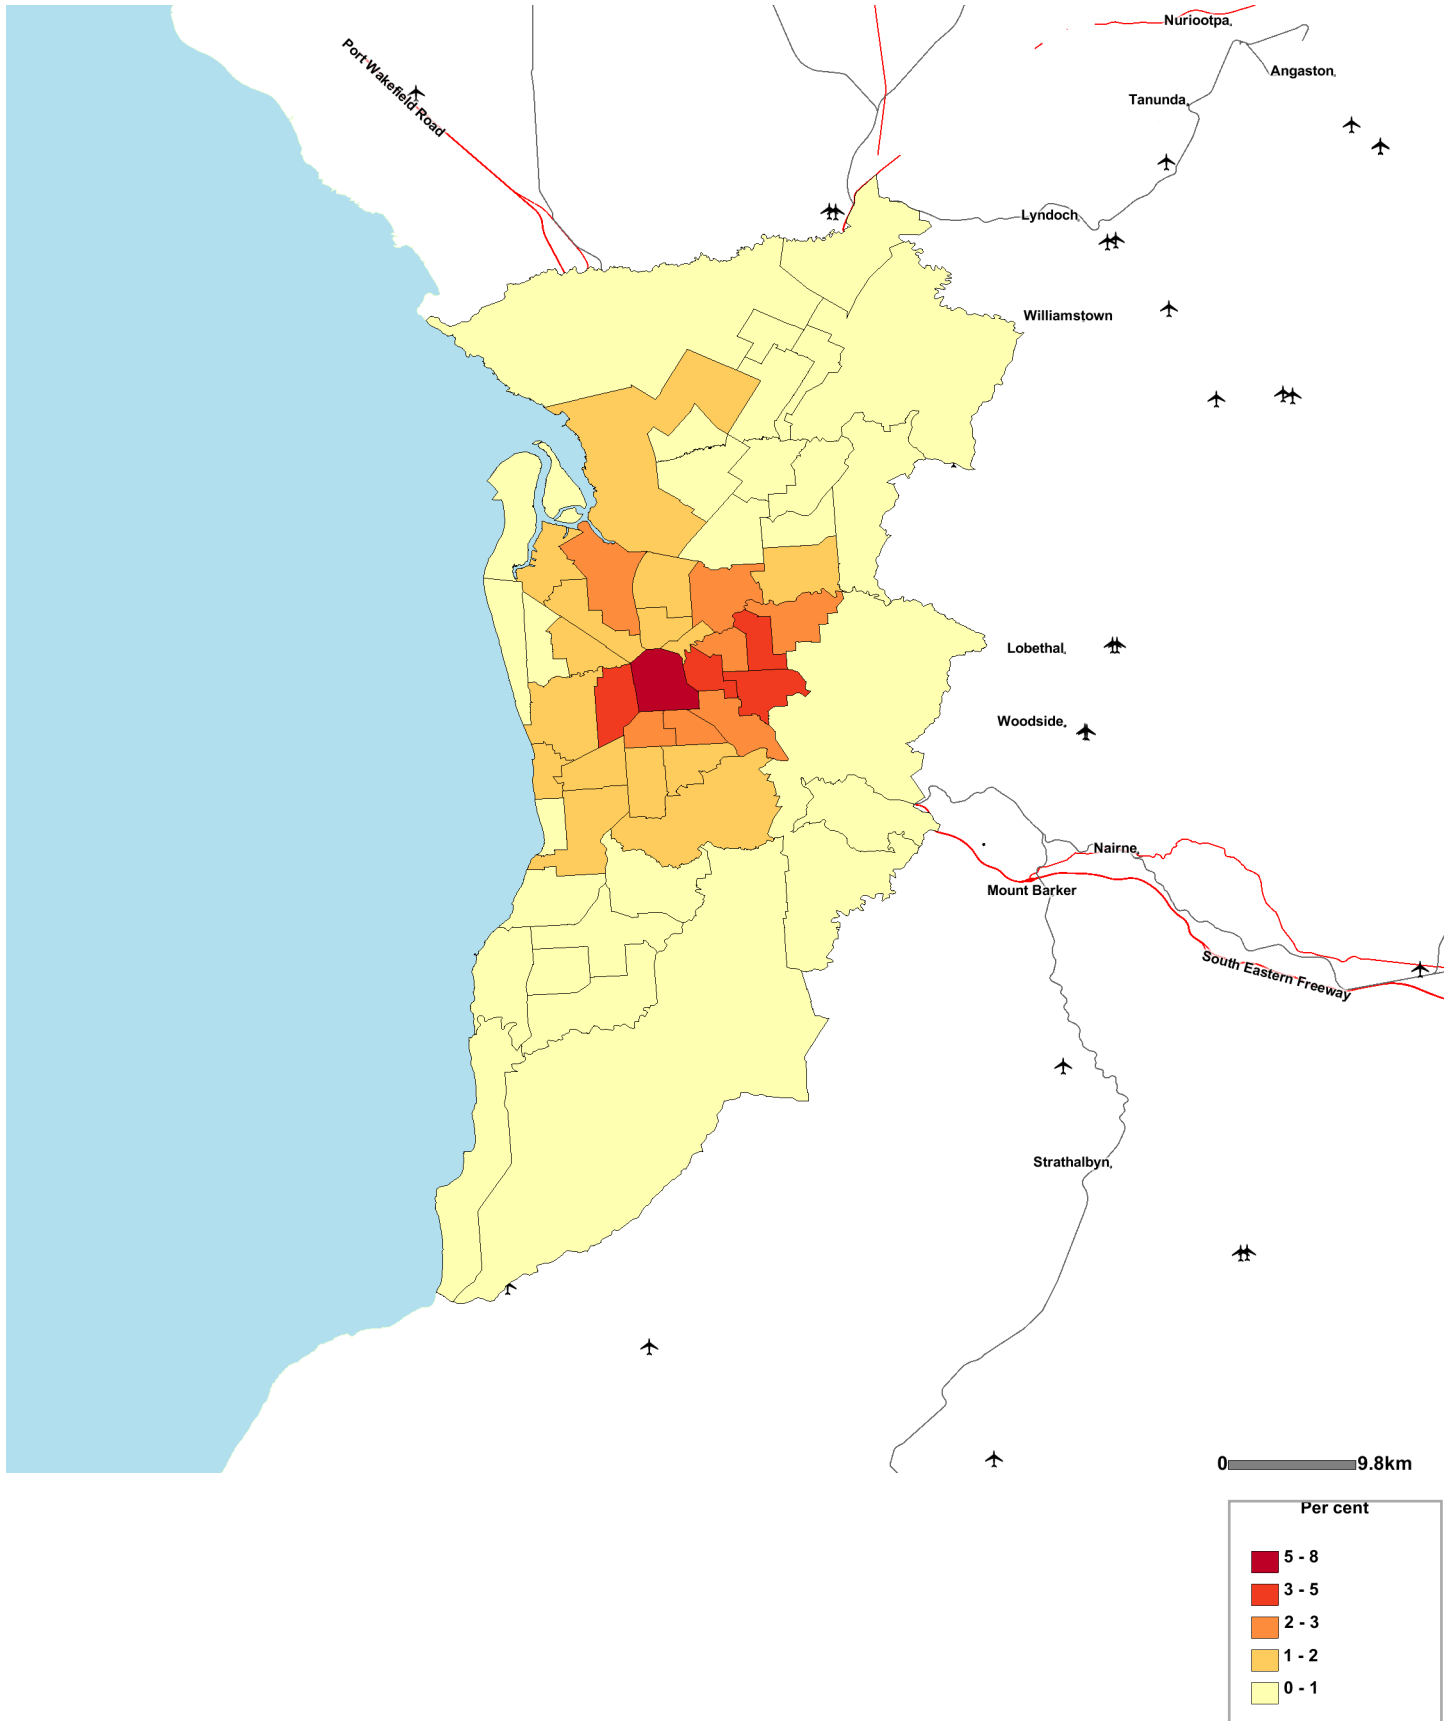 Nuriootpa
Port Wakefield Road
Angaston
Tanunda
Lyndoch
Williamstown
Lobethal
Woodside
Nairne
Mount Barker
South Eastern Freeway
Strathalbyn
0 9.8km
Per cent
5 - 8
3 - 5
2 - 3
1 - 2
0 - 1